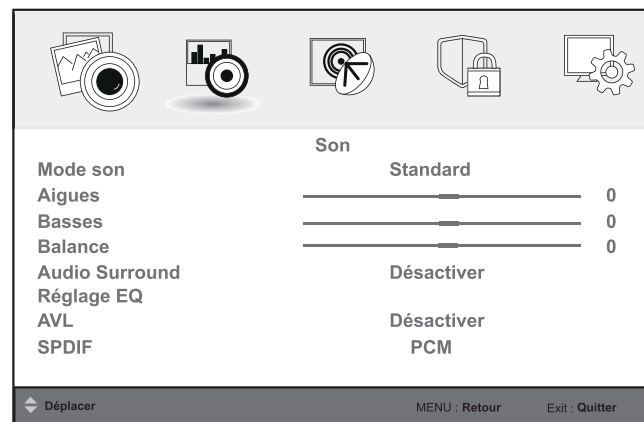 Son
Mode son Standard
Aigues 0
Basses 0
Balance 0
Audio Surround Désactiver
Réglage EQ
AVL Désactiver
SPDIF PCM
Déplacer MENU : Retour Exit : Quitter